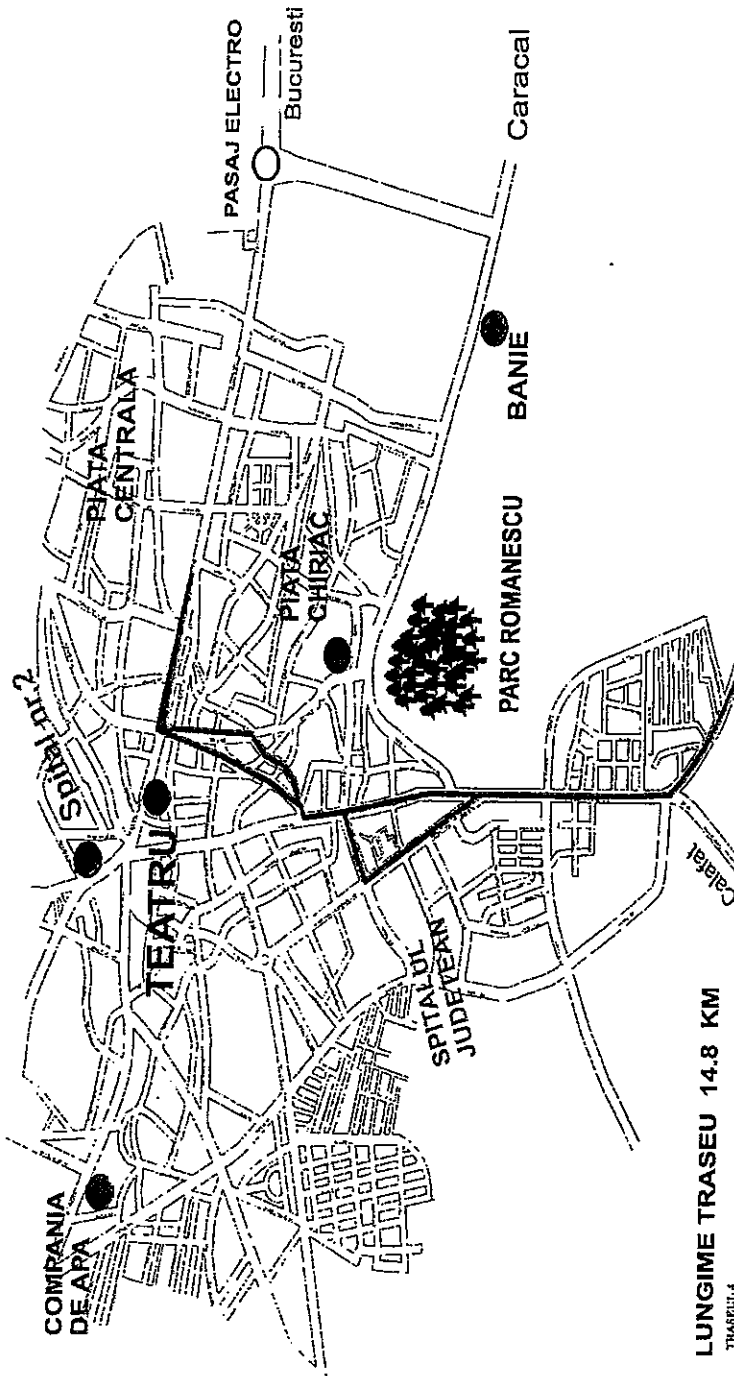 COMPANIA
DE APA
Spital nr.2
TEATRU
PIATA
CENTRALA
PIATA
CHIRIAC
PASAJ ELECTRO
Bucuresti
Caracal
BANIE
PARC ROMANESCU
SPITALUL
JUDETEAN
Calafat
LUNGIME TRASEU 14.8 KM